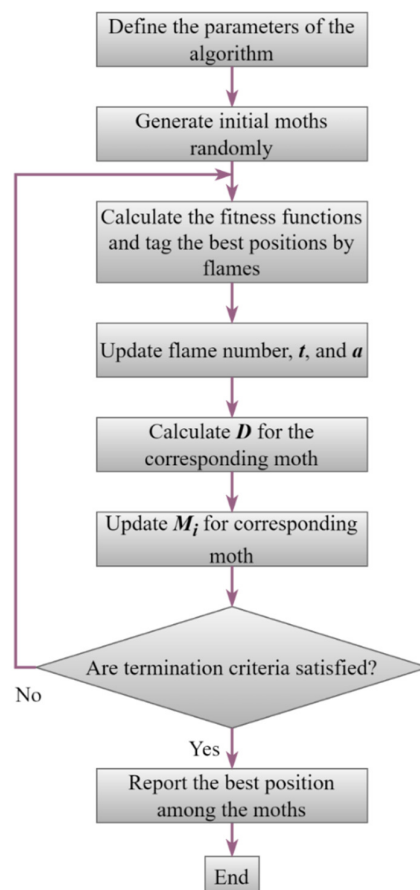 Define the parameters of the
algorithm
Generate initial moths
randomly
Calculate the fitness functions
and tag the best positions by
flames
Update flame number, t, and a
Calculate D for the
corresponding moth
Update Mi for corresponding
moth
Are termination criteria satisfied?
No
Yes
Report the best position
among the moths
End